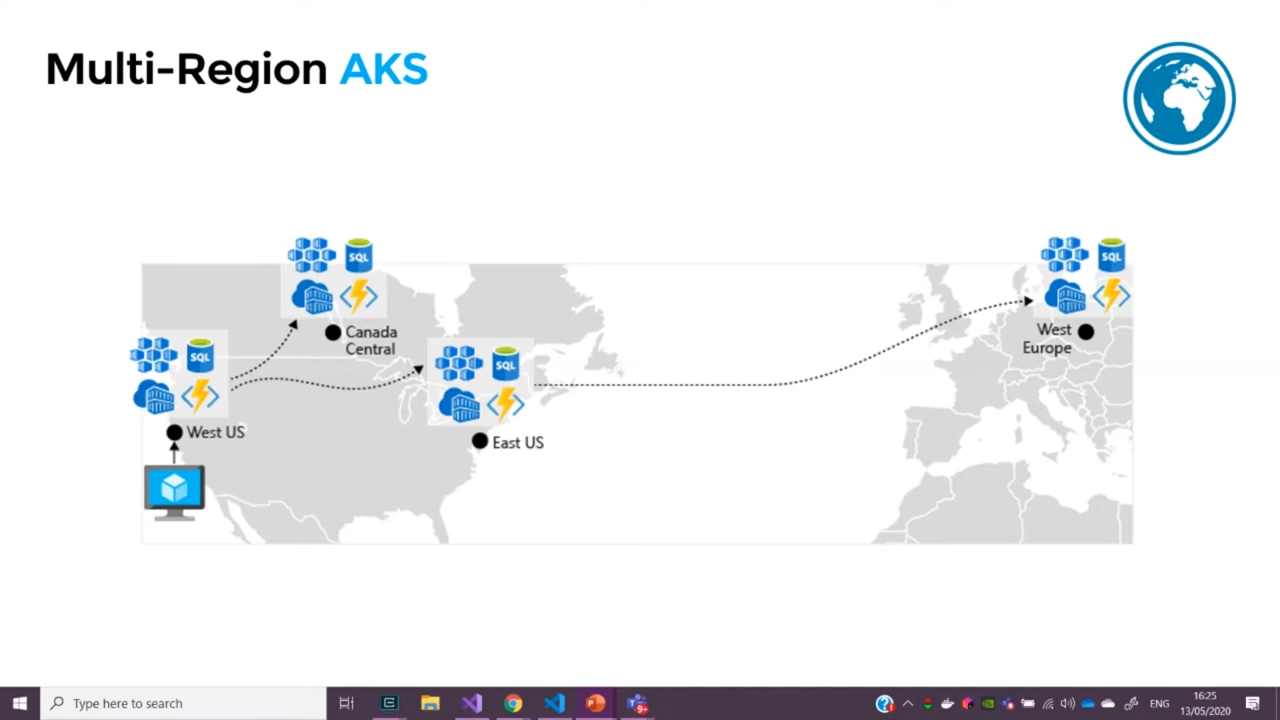 Multi-Region AKS
SQL
SQL
Canada
Central
West
Europe
SQL
SQL
West US
East US
Type here to search
9+
ENG
16:25
13/05/2020